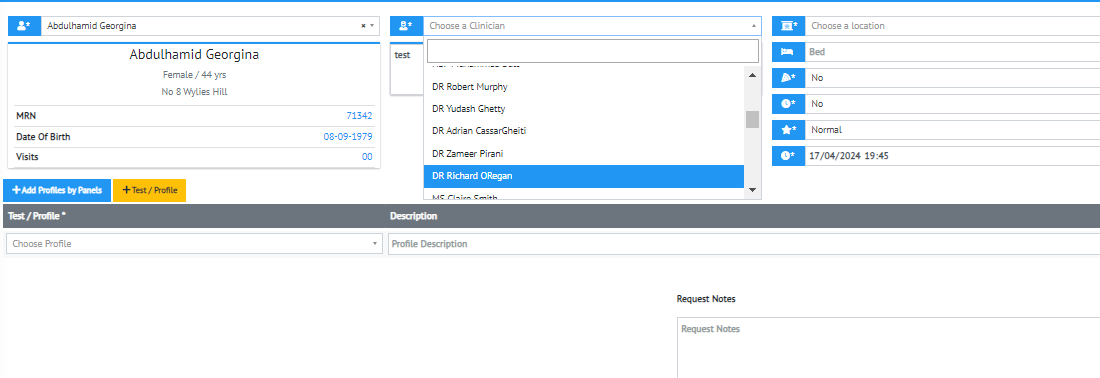 Abdulhamid Georgina
Abdulhamid Georgina
Female / 44 yrs
No 8 Wylies Hill
MRN 71342
Date Of Birth 08-09-1979
Visits 00
Choose a Clinician
test
DR Robert Murphy
DR Yudash Ghetty
DR Adrian CassarGheiti
DR Zameer Pirani
DR Richard ORegan
MS Claire Smith
Choose a location
Bed
No
No
Normal
17/04/2024 19:45
+ Add Profiles by Panels
+ Test / Profile
Test / Profile * Description
Choose Profile Profile Description
Request Notes
Request Notes